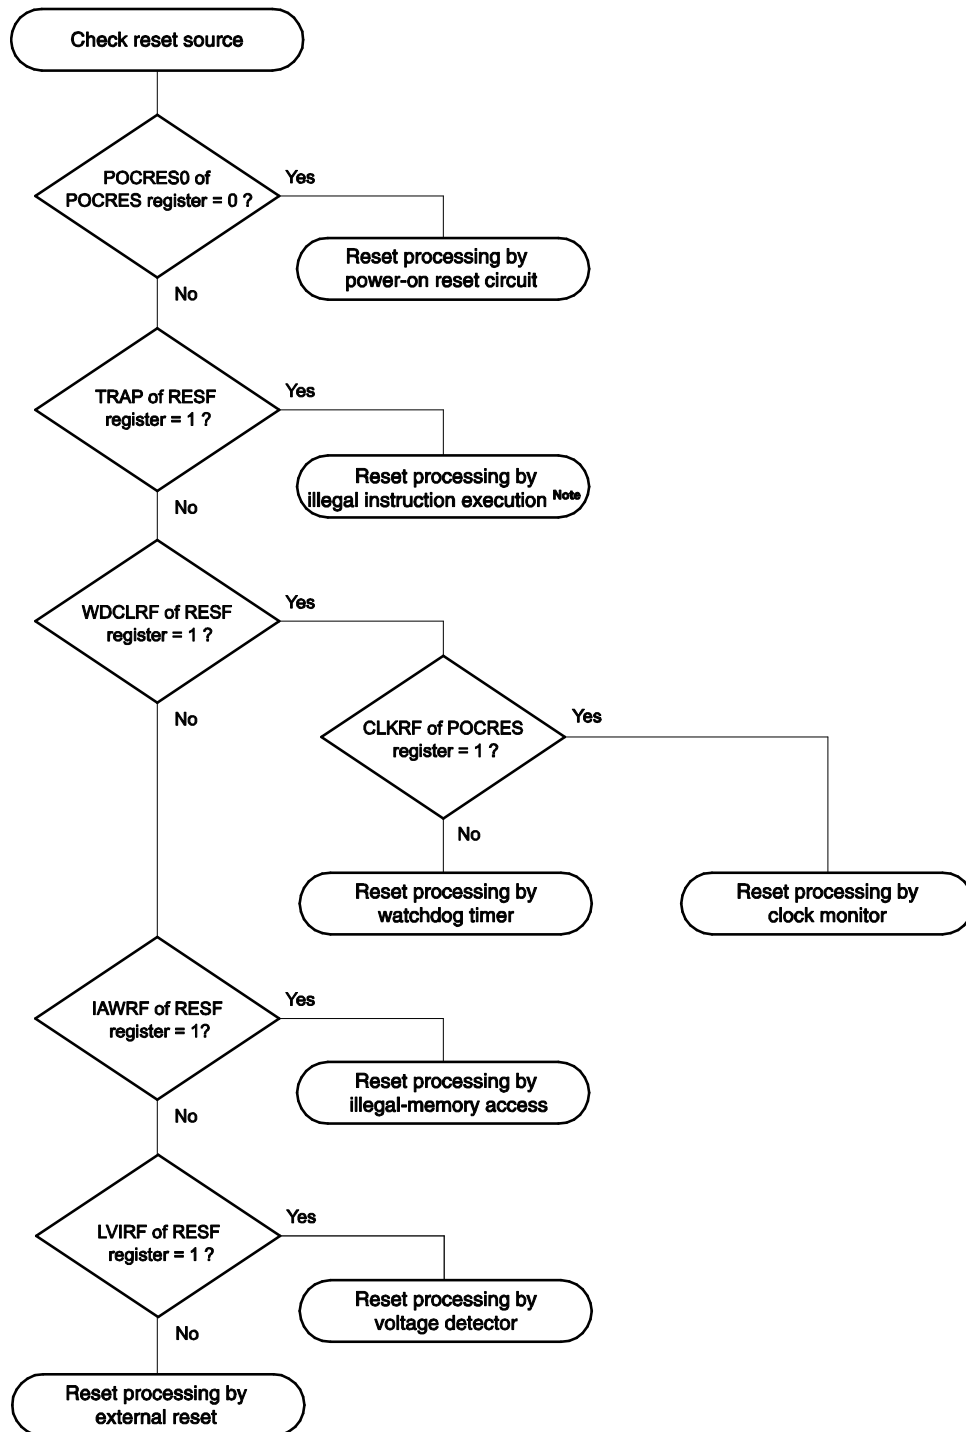 Check reset source
POCRES0 of
POCRES register = 0 ?
Yes
Reset processing by
power-on reset circuit
No
TRAP of RESF
register = 1 ?
Yes
Reset processing by
illegal instruction execution Note
No
WDCLRF of RESF
register = 1 ?
Yes
No
CLKRF of POCRES
register = 1 ?
Yes
No
Reset processing by
watchdog timer
Reset processing by
clock monitor
IAWRF of RESF
register = 1?
Yes
Reset processing by
illegal-memory access
No
LVIRF of RESF
register = 1 ?
Yes
Reset processing by
voltage detector
No
Reset processing by
external reset